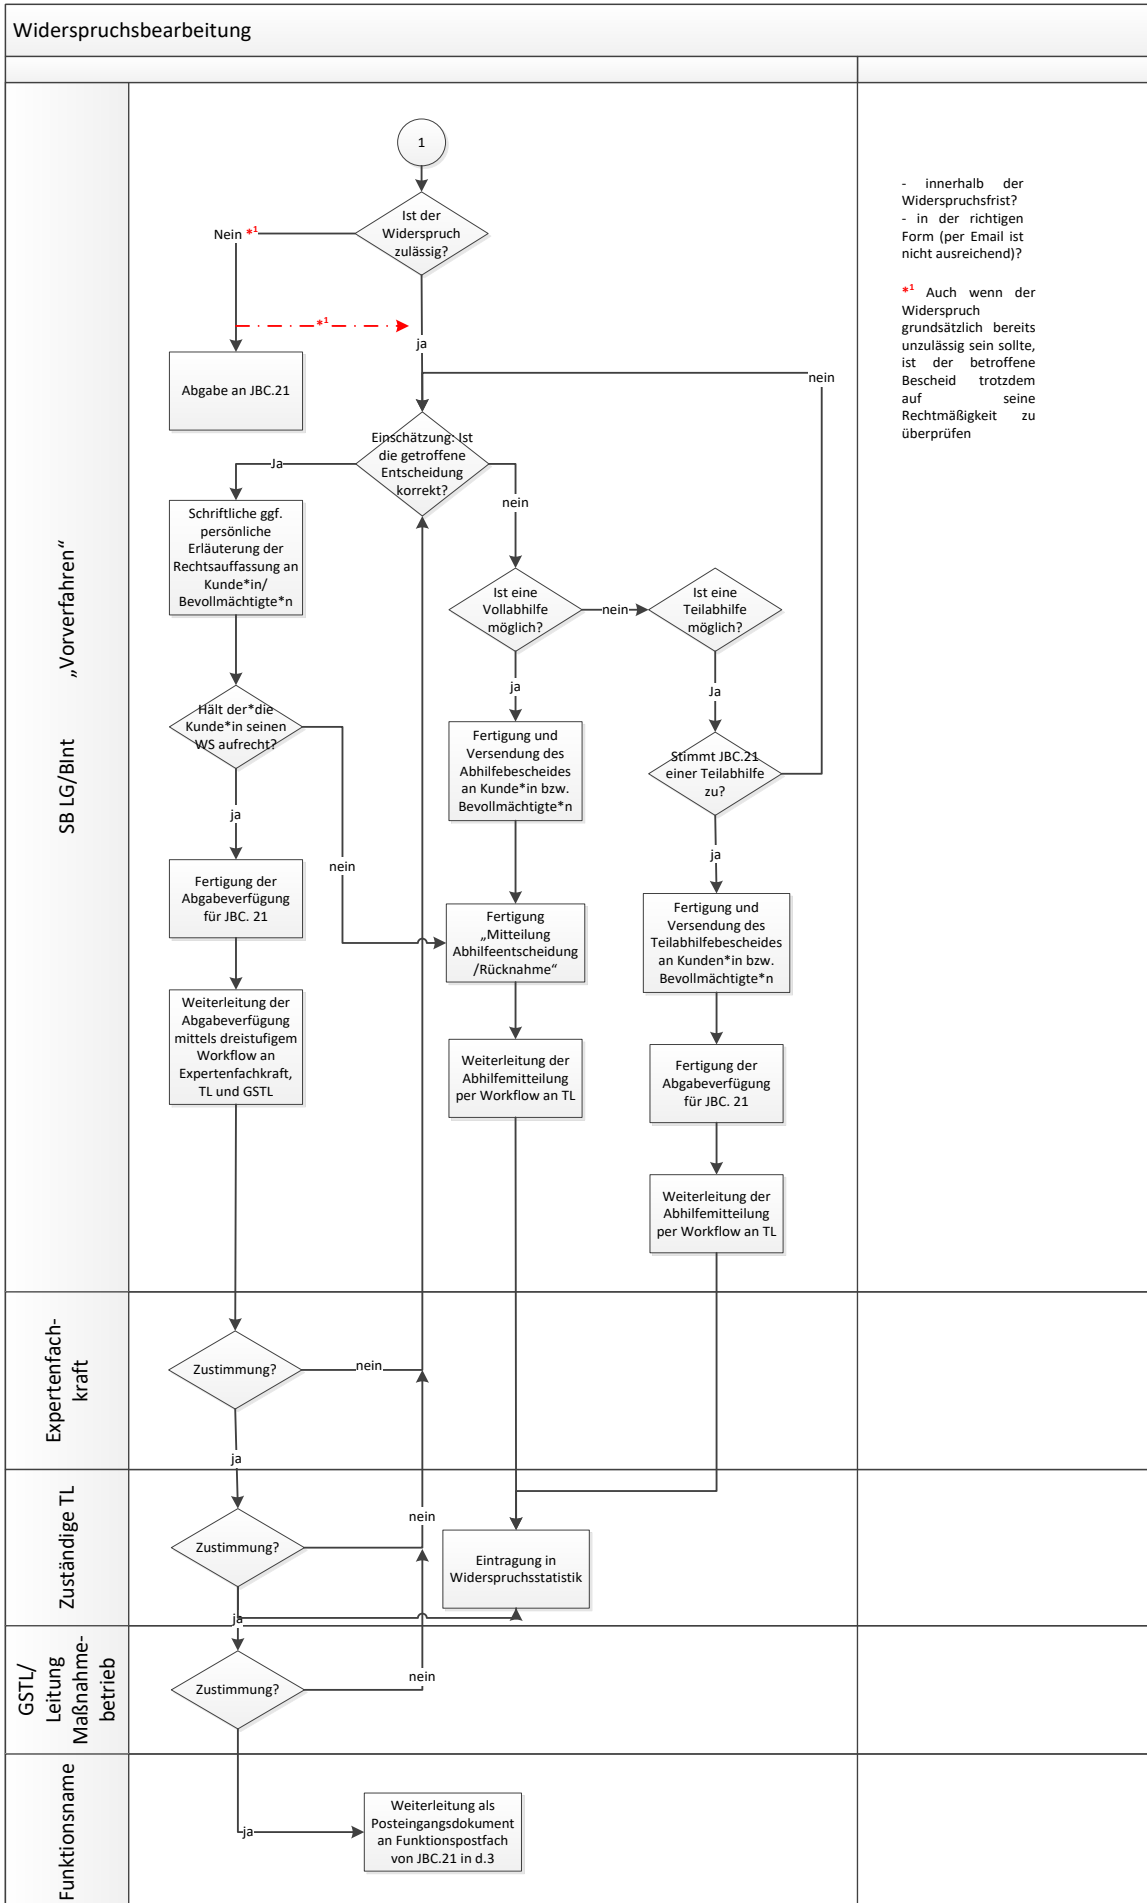 Widerspruchsbearbeitung
„Vorverfahren“
SB LG/BInt
1
Ist der
Widerspruch
zulässig?
Nein *1
*1
ja
Abgabe an JBC.21
nein
Einschätzung: Ist
die getroffene
Entscheidung
korrekt?
Ja
nein
Schriftliche ggf.
persönliche
Erläuterung der
Rechtsauffassung an
Kunde*in/
Bevollmächtigte*n
Ist eine
Vollabhilfe
möglich?
nein
Ist eine
Teilabhilfe
möglich?
ja
Ja
Hält der*die
Kunde*in seinen
WS aufrecht?
Fertigung und
Versendung des
Abhilfebescheides
an Kunde*in bzw.
Bevollmächtigte*n
Stimmt JBC.21
einer Teilabhilfe
zu?
ja
nein
ja
Fertigung der
Abgabeverfügung
für JBC. 21
Fertigung
„Mitteilung
Abhilfeentscheidung
/Rücknahme“
Fertigung und
Versendung des
Teilabhilfebescheides
an Kunden*in bzw.
Bevollmächtigte*n
Weiterleitung der
Abgabeverfügung
mittels dreistufigem
Workflow an
Expertenfachkraft,
TL und GSTL
Weiterleitung der
Abhilfemitteilung
per Workflow an TL
Fertigung der
Abgabeverfügung
für JBC. 21
Weiterleitung der
Abhilfemitteilung
per Workflow an TL
- innerhalb der
Widerspruchsfrist?
- in der richtigen
Form (per Email ist
nicht ausreichend)?
*1 Auch wenn der
Widerspruch
grundsätzlich bereits
unzulässig sein sollte,
ist der betroffene
Bescheid trotzdem
auf seine
Rechtmäßigkeit zu
überprüfen
Expertenfach-
kraft
Zustimmung?
nein
ja
Zuständige TL
Zustimmung?
nein
Eintragung in
Widerspruchsstatistik
ja
GSTL/
Leitung
Maßnahme-
betrieb
Zustimmung?
nein
Funktionsname
ja
Weiterleitung als
Posteingangsdokument
an Funktionspostfach
von JBC.21 in d.3